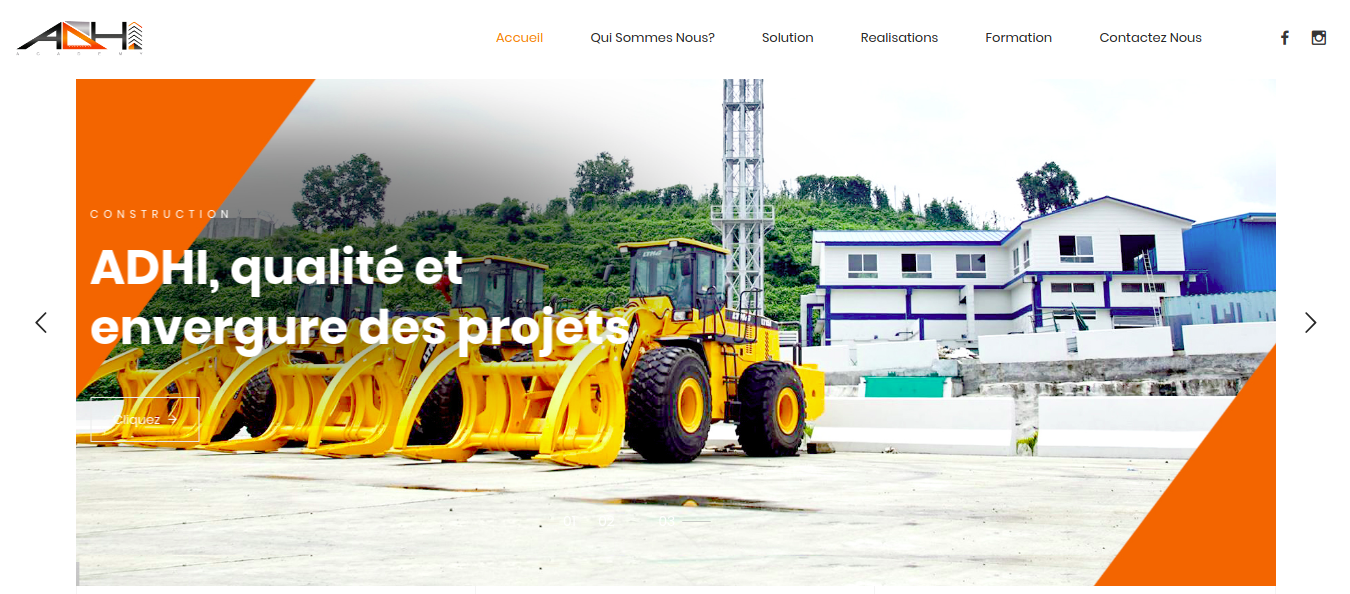 ADHI
ACADEMY
Accueil
Qui Sommes Nous?
Solution
Realisations
Formation
Contactez Nous
CONSTRUCTION
ADHI, qualité et
envergure des projets
Cliquez →
01 02 03